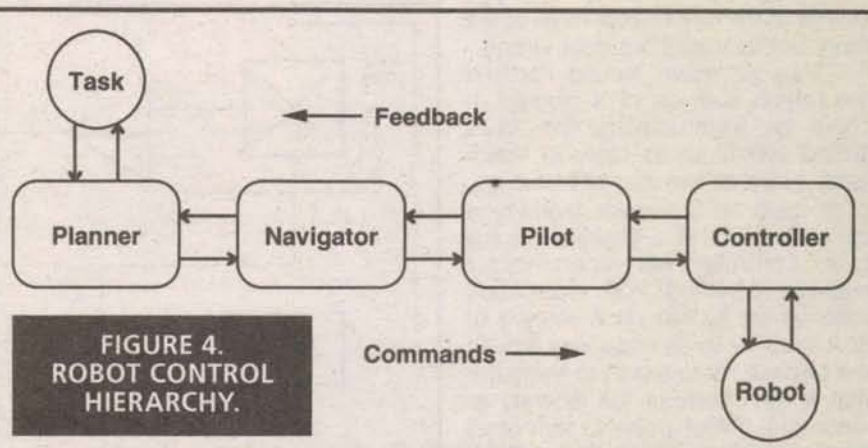 Task
Feedback
Planner
Navigator
Pilot
Controller
FIGURE 4.
ROBOT CONTROL
HIERARCHY.
Commands
Robot